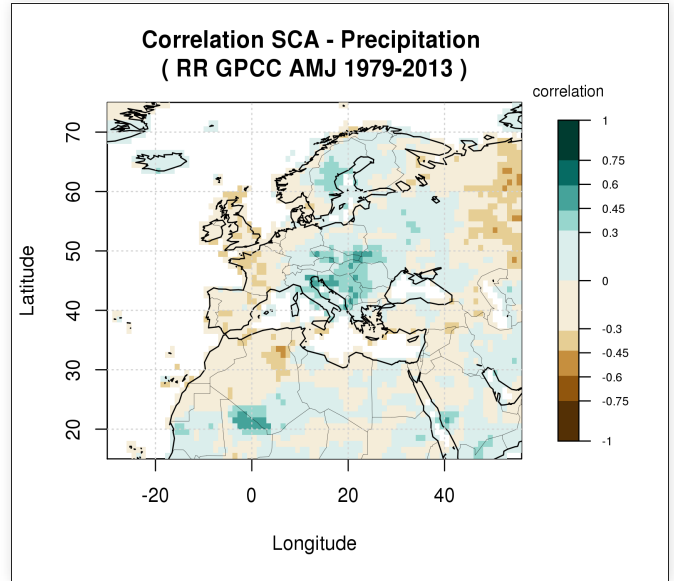 Correlation SCA - Precipitation
( RR GPCC AMJ 1979-2013 )
correlation
1
0.75
0.6
0.45
0.3
0
-0.3
-0.45
-0.6
-0.75
-1
Latitude
70
60
50
40
30
20
-20 0 20 40
Longitude